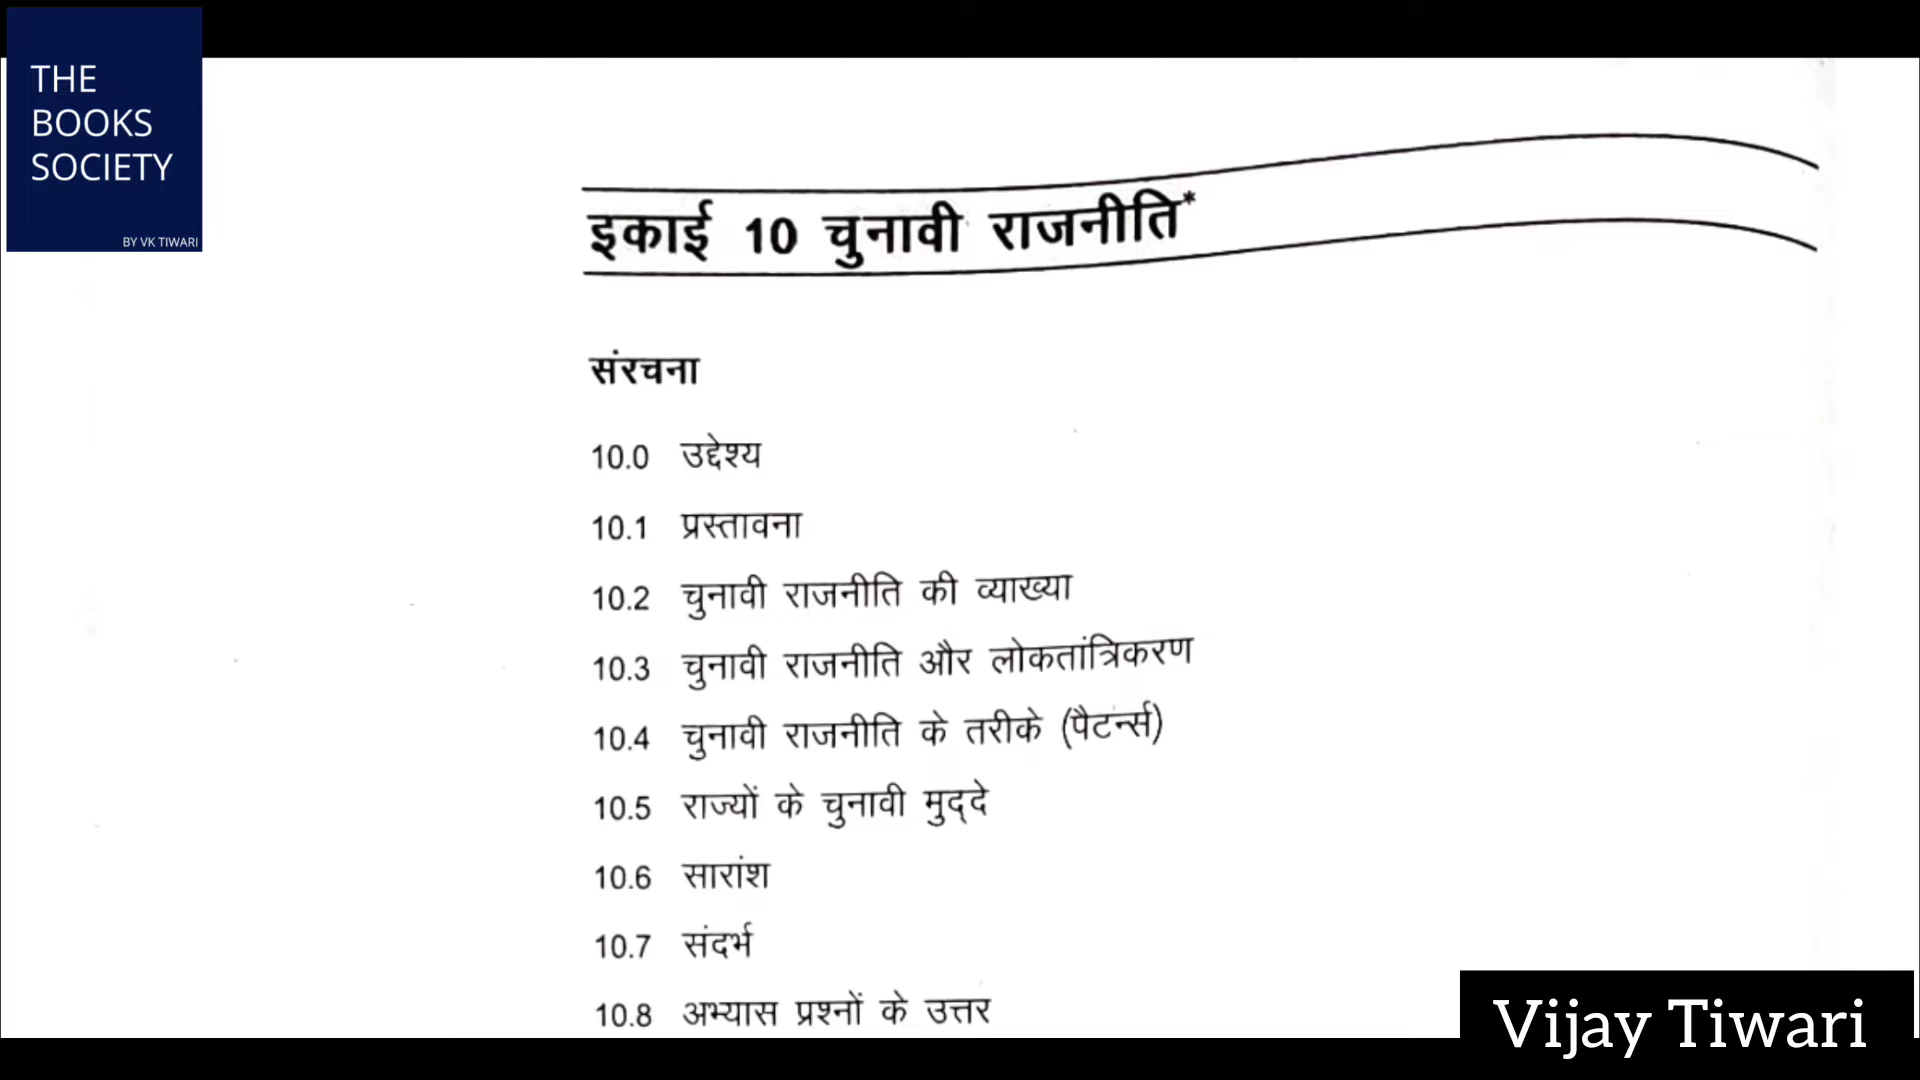 THE
BOOKS
SOCIETY
BY VK TIWARI
इकाई 10 चुनावी राजनीति*
संरचना
10.0 उद्देश्य
10.1 प्रस्तावना
10.2 चुनावी राजनीति की व्याख्या
10.3 चुनावी राजनीति और लोकतांत्रिकरण
10.4 चुनावी राजनीति के तरीके (पैटर्न्स)
10.5 राज्यों के चुनावी मुद्‌दे
10.6 सारांश
10.7 संदर्भ
10.8 अभ्यास प्रश्नों के उत्तर
Vijay Tiwari